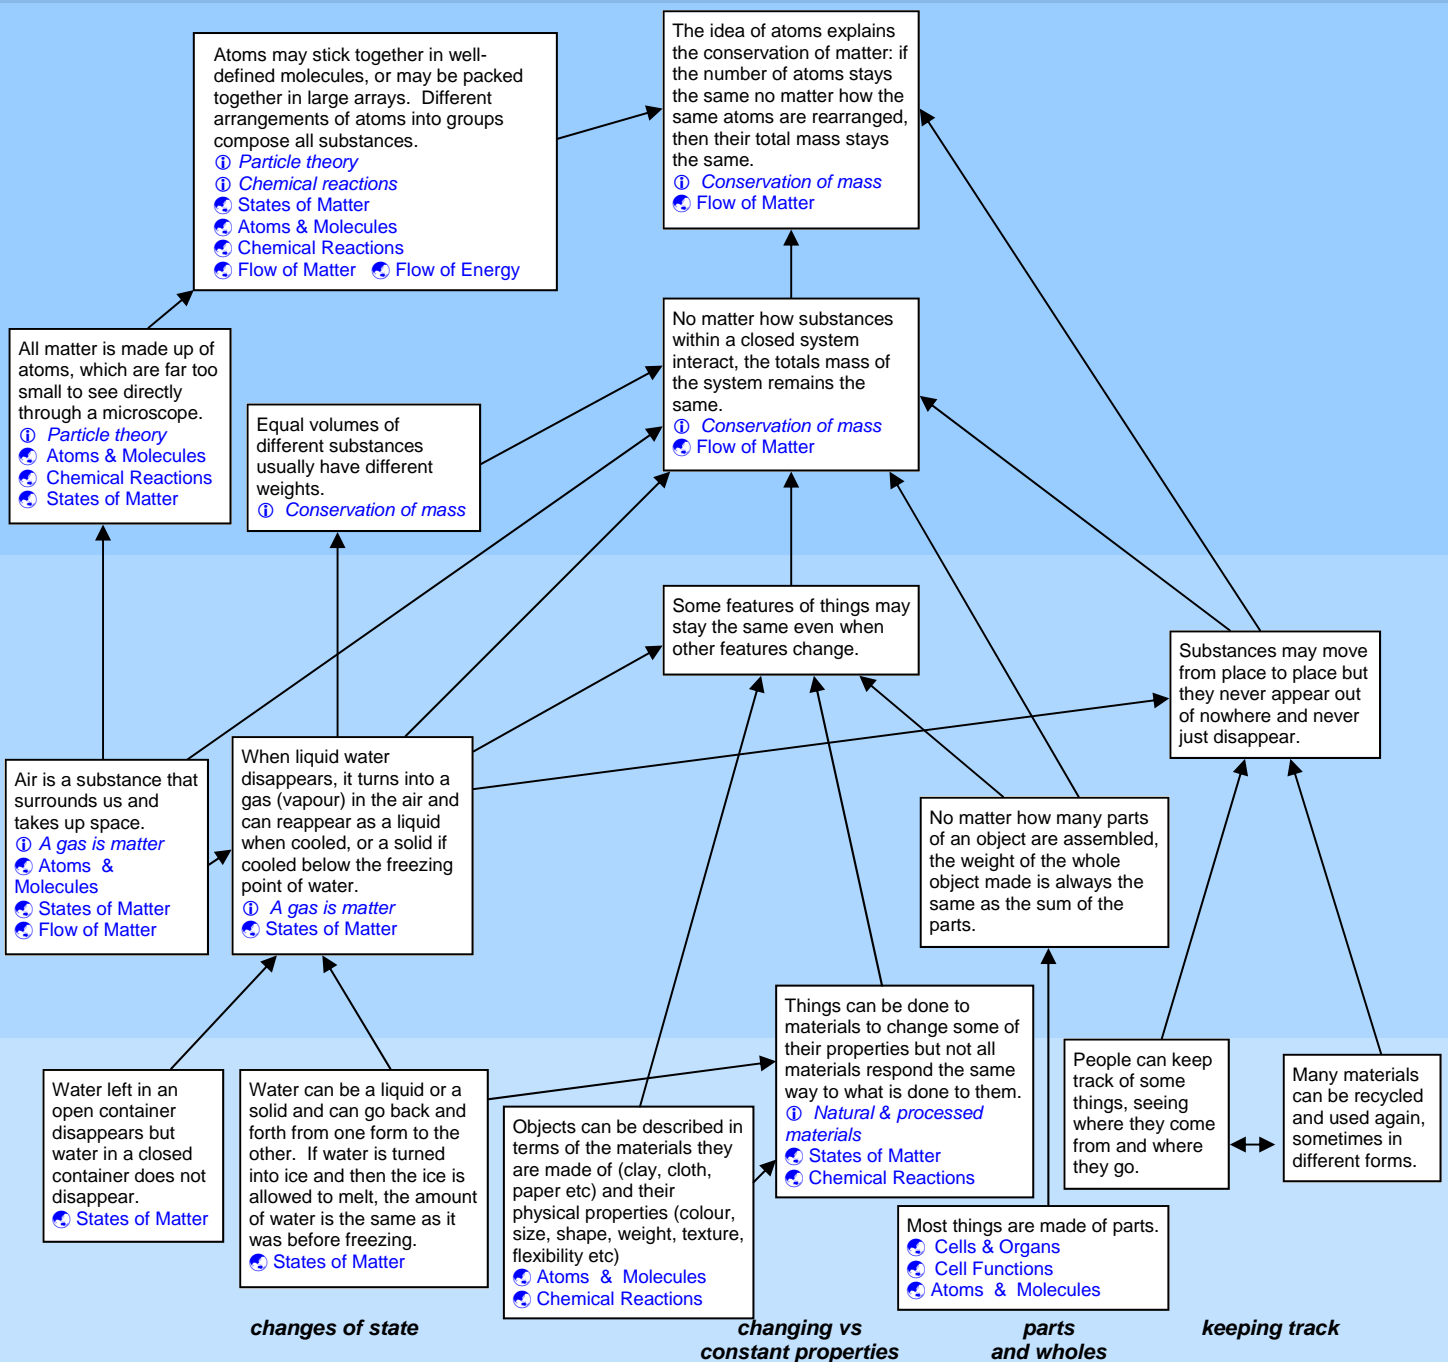 Atoms may stick together in well-
defined molecules, or may be packed
together in large arrays. Different
arrangements of atoms into groups
compose all substances.
Particle theory
Chemical reactions
States of Matter
Atoms & Molecules
Chemical Reactions
Flow of Matter Flow of Energy
The idea of atoms explains
the conservation of matter: if
the number of atoms stays
the same no matter how the
same atoms are rearranged,
then their total mass stays
the same.
Conservation of mass
Flow of Matter
All matter is made up of
atoms, which are far too
small to see directly
through a microscope.
Particle theory
Atoms & Molecules
Chemical Reactions
States of Matter
Equal volumes of
different substances
usually have different
weights.
Conservation of mass
No matter how substances
within a closed system
interact, the totals mass of
the system remains the
same.
Conservation of mass
Flow of Matter
Some features of things may
stay the same even when
other features change.
Substances may move
from place to place but
they never appear out
of nowhere and never
just disappear.
Air is a substance that
surrounds us and
takes up space.
A gas is matter
Atoms &
Molecules
States of Matter
Flow of Matter
When liquid water
disappears, it turns into a
gas (vapour) in the air and
can reappear as a liquid
when cooled, or a solid if
cooled below the freezing
point of water.
A gas is matter
States of Matter
No matter how many parts
of an object are assembled,
the weight of the whole
object made is always the
same as the sum of the
parts.
Things can be done to
materials to change some of
their properties but not all
materials respond the same
way to what is done to them.
Natural & processed
materials
States of Matter
Chemical Reactions
Water left in an
open container
disappears but
water in a closed
container does not
disappear.
States of Matter
Water can be a liquid or a
solid and can go back and
forth from one form to the
other. If water is turned
into ice and then the ice is
allowed to melt, the amount
of water is the same as it
was before freezing.
States of Matter
Objects can be described in
terms of the materials they
are made of (clay, cloth,
paper etc) and their
physical properties (colour,
size, shape, weight, texture,
flexibility etc)
Atoms & Molecules
Chemical Reactions
People can keep
track of some
things, seeing
where they come
from and where
they go.
Many materials
can be recycled
and used again,
sometimes in
different forms.
Most things are made of parts.
Cells & Organs
Cell Functions
Atoms & Molecules
changes of state
changing vs
constant properties
parts
and wholes
keeping track